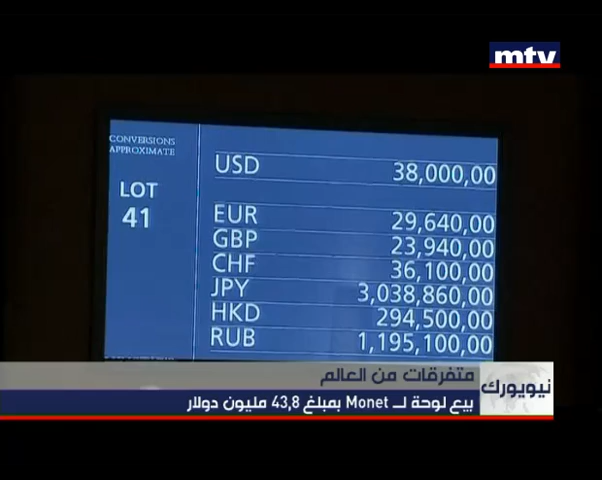 mtv
CONVERSIONS
APPROXIMATE
LOT
41
USD 38,000,00
EUR 29,640,00
GBP 23,940,00
CHF 36,100,00
JPY 3,038,860,00
HKD 294,500,00
RUB 1,195,100,00
متفرقات من العالم
نيويورك
بيع لوحة لـ Monet بمبلغ 43,8 مليون دولار